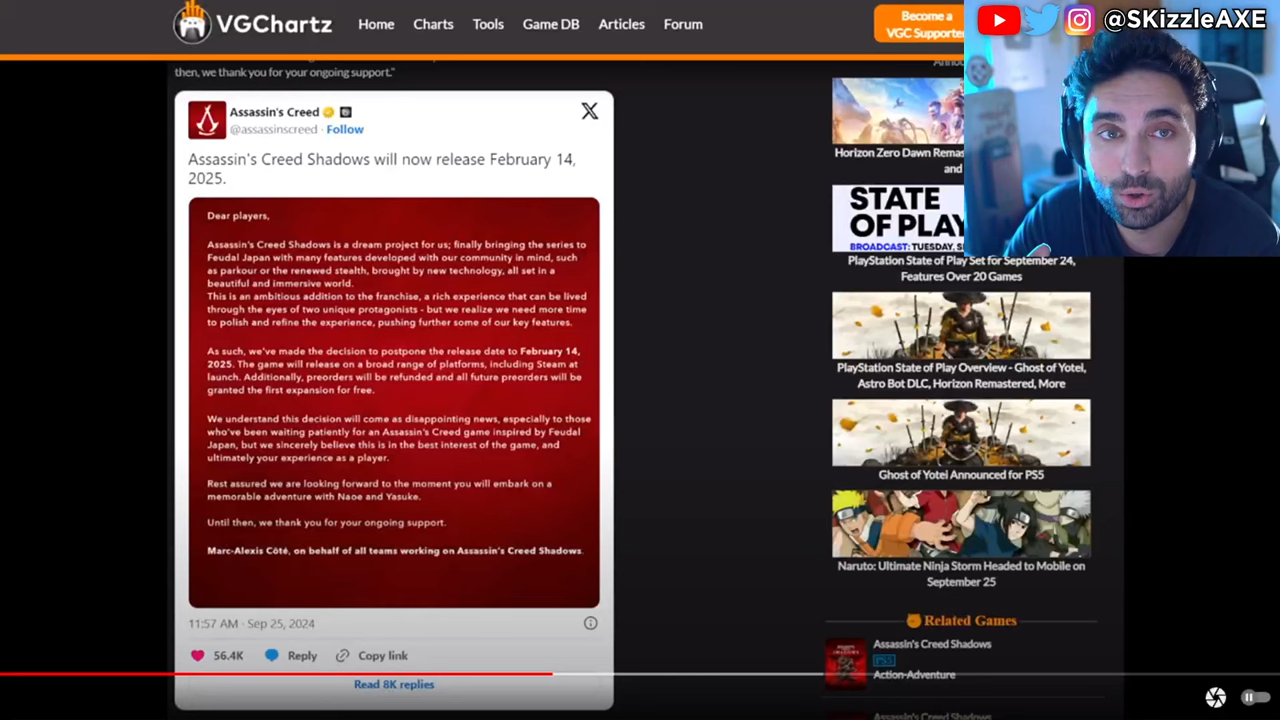 VGChartz
Home
Charts
Tools
Game DB
Articles
Forum
Become a
VGC Supporter
@SKizzleAXE
then, we thank you for your ongoing support."
Assassin's Creed
@assassinscreed · Follow
Assassin's Creed Shadows will now release February 14,
2025.
Dear players,
Assassin's Creed Shadows is a dream project for us; finally bringing the series to
Feudal Japan with many features developed with our community in mind, such
as parkour or the renewed stealth, brought by new technology, all set in a
beautiful and immersive world.
This is an ambitious addition to the franchise, a rich experience that can be lived
through the eyes of two unique protagonists - but we realize we need more time
to polish and refine the experience, pushing further some of our key features.
As such, we've made the decision to postpone the release date to February 14,
2025. The game will release on a broad range of platforms, including Steam at
launch. Additionally, preorders will be refunded and all future preorders will be
granted the first expansion for free.
We understand this decision will come as disappointing news, especially to those
who've been waiting patiently for an Assassin's Creed game inspired by Feudal
Japan, but we sincerely believe this is in the best interest of the game, and
ultimately your experience as a player.
Rest assured we are looking forward to the moment you will embark on a
memorable adventure with Naoe and Yasuke.
Until then, we thank you for your ongoing support.
Marc-Alexis Côté, on behalf of all teams working on Assassin's Creed Shadows.
11:57 AM · Sep 25, 2024
56.4K
Reply
Copy link
Read 8K replies
Horizon Zero Dawn Remas
and
STATE
OF PLAY
BROADCAST: TUESDAY, S
PlayStation State of Play Set for September 24,
Features Over 20 Games
PlayStation State of Play Overview - Ghost of Yotei,
Astro Bot DLC, Horizon Remastered, More
Ghost of Yotei Announced for PS5
Naruto: Ultimate Ninja Storm Headed to Mobile on
September 25
Related Games
Assassin's Creed Shadows
PS5
Action-Adventure
Assassin's Creed Shadows